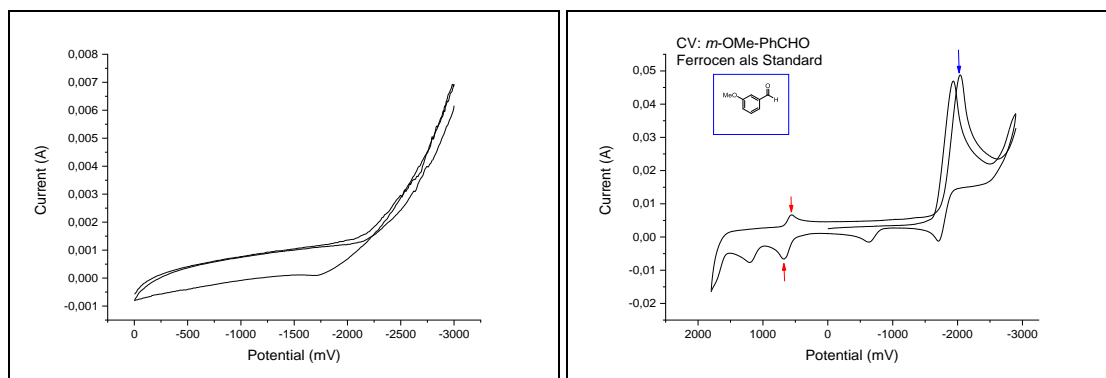 0,008
0,007
0,006
0,005
0,004
0,003
0,002
0,001
0,000
-0,001
Current (A)
0 -500 -1000 -1500 -2000 -2500 -3000
Potential (mV)
CV: m-OMe-PhCHO
Ferrocen als Standard
MeO O H
0,05
0,04
0,03
0,02
0,01
0,00
-0,01
-0,02
Current (A)
2000 1000 0 -1000 -2000 -3000
Potential (mV)